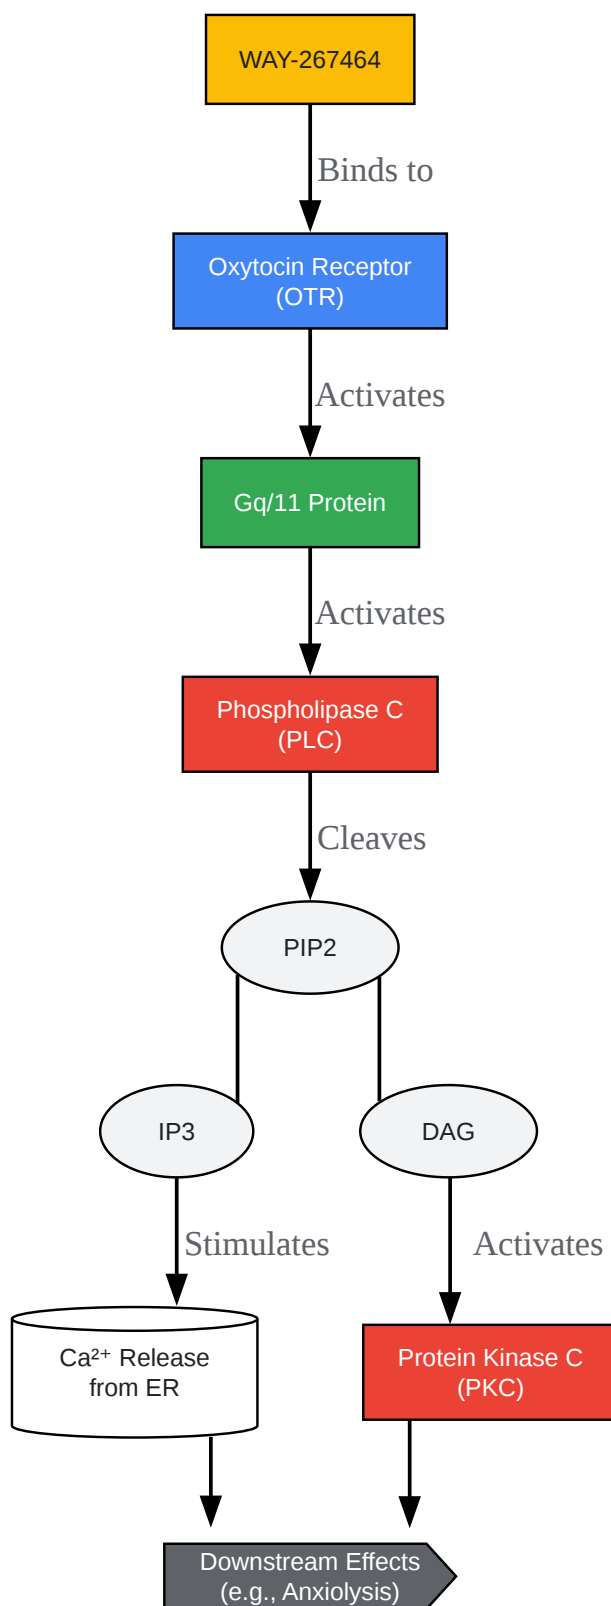 WAY-267464
Binds to
Oxytocin Receptor
(OTR)
Activates
Gq/11 Protein
Activates
Phospholipase C
(PLC)
Cleaves
PIP2
IP3
DAG
Stimulates
Activates
Ca²⁺ Release
from ER
Protein Kinase C
(PKC)
Downstream Effects
(e.g., Anxiolysis)